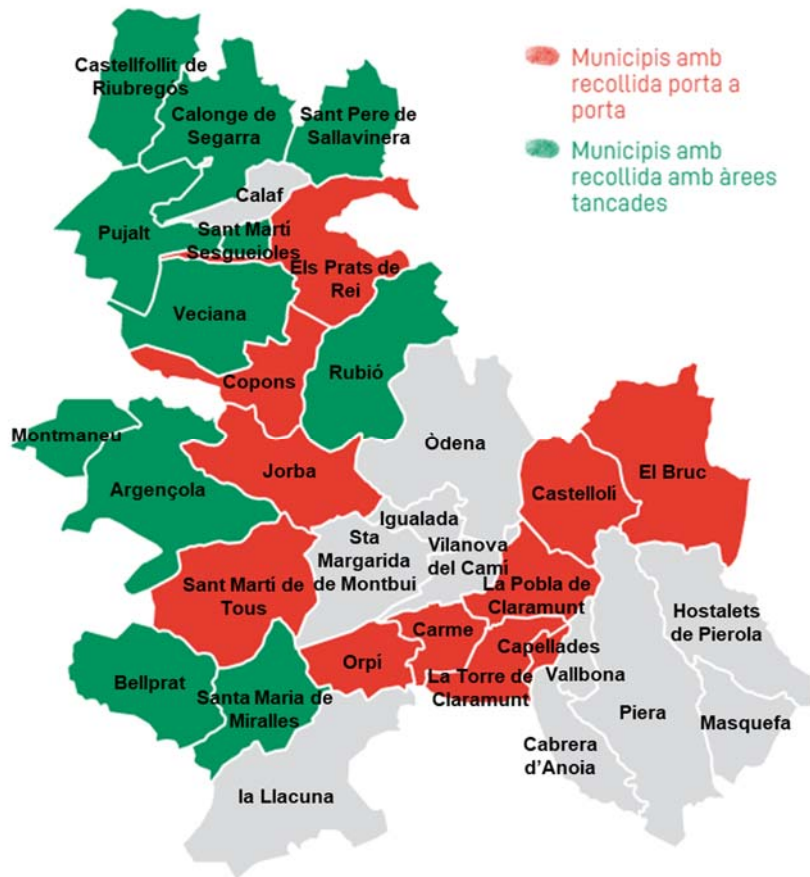 Municipis amb
recollida porta a
porta
Municipis amb
recollida amb àrees
tancades
Castellfollit de
Riubregós
Calonge de
Segarra
Sant Pere de
Sallavinera
Calaf
Pujalt
Sant Martí
Sesgueioles
Els Prats de
Rei
Veciana
Copons
Rubió
Montmaneu
Argençola
Jorba
Òdena
Castellolí
El Bruc
Igualada
Sta
Margarida
de Montbui
Vilanova
del Camí
Sant Martí de
Tous
La Pobla de
Claramunt
Hostalets
de Pierola
Carme
Capellades
Orpí
La Torre de
Claramunt
Vallbona
Bellprat
Santa Maria de
Miralles
Piera
Masquefa
Cabrera
d'Anoia
la Llacuna